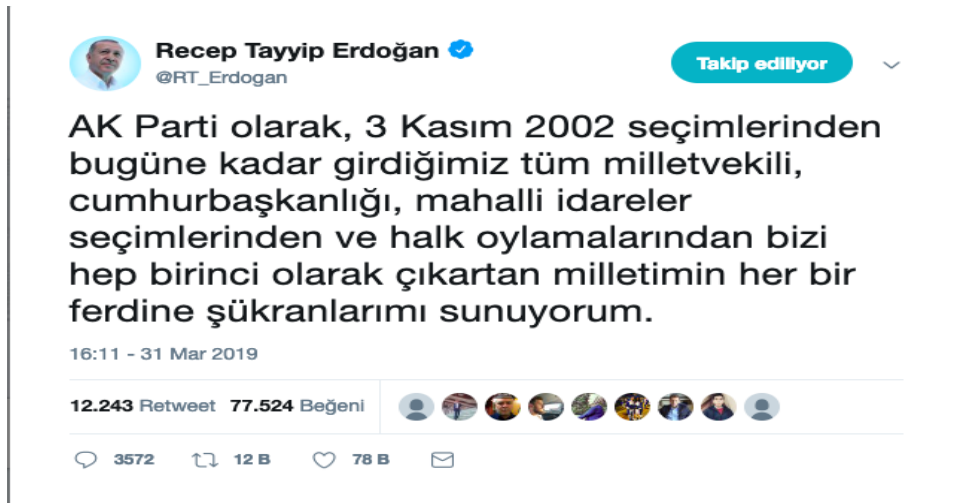 Recep Tayyip Erdoğan
@RT_Erdogan
Takip ediliyor
AK Parti olarak, 3 Kasım 2002 seçimlerinden
bugüne kadar girdiğimiz tüm milletvekili,
cumhurbaşkanlığı, mahalli idareler
seçimlerinden ve halk oylamalarından bizi
hep birinci olarak çıkartan milletimin her bir
ferdine şükranlarımı sunuyorum.
16:11 - 31 Mar 2019
12.243 Retweet 77.524 Beğeni
3572 12 B 78 B